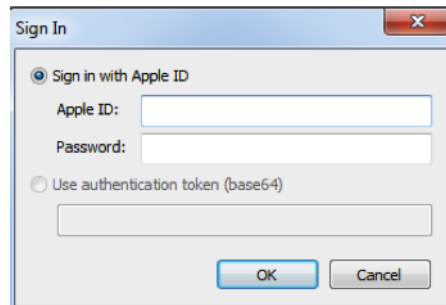 Sign In
Sign in with Apple ID
Apple ID:
Password:
Use authentication token (base64)
OK
Cancel